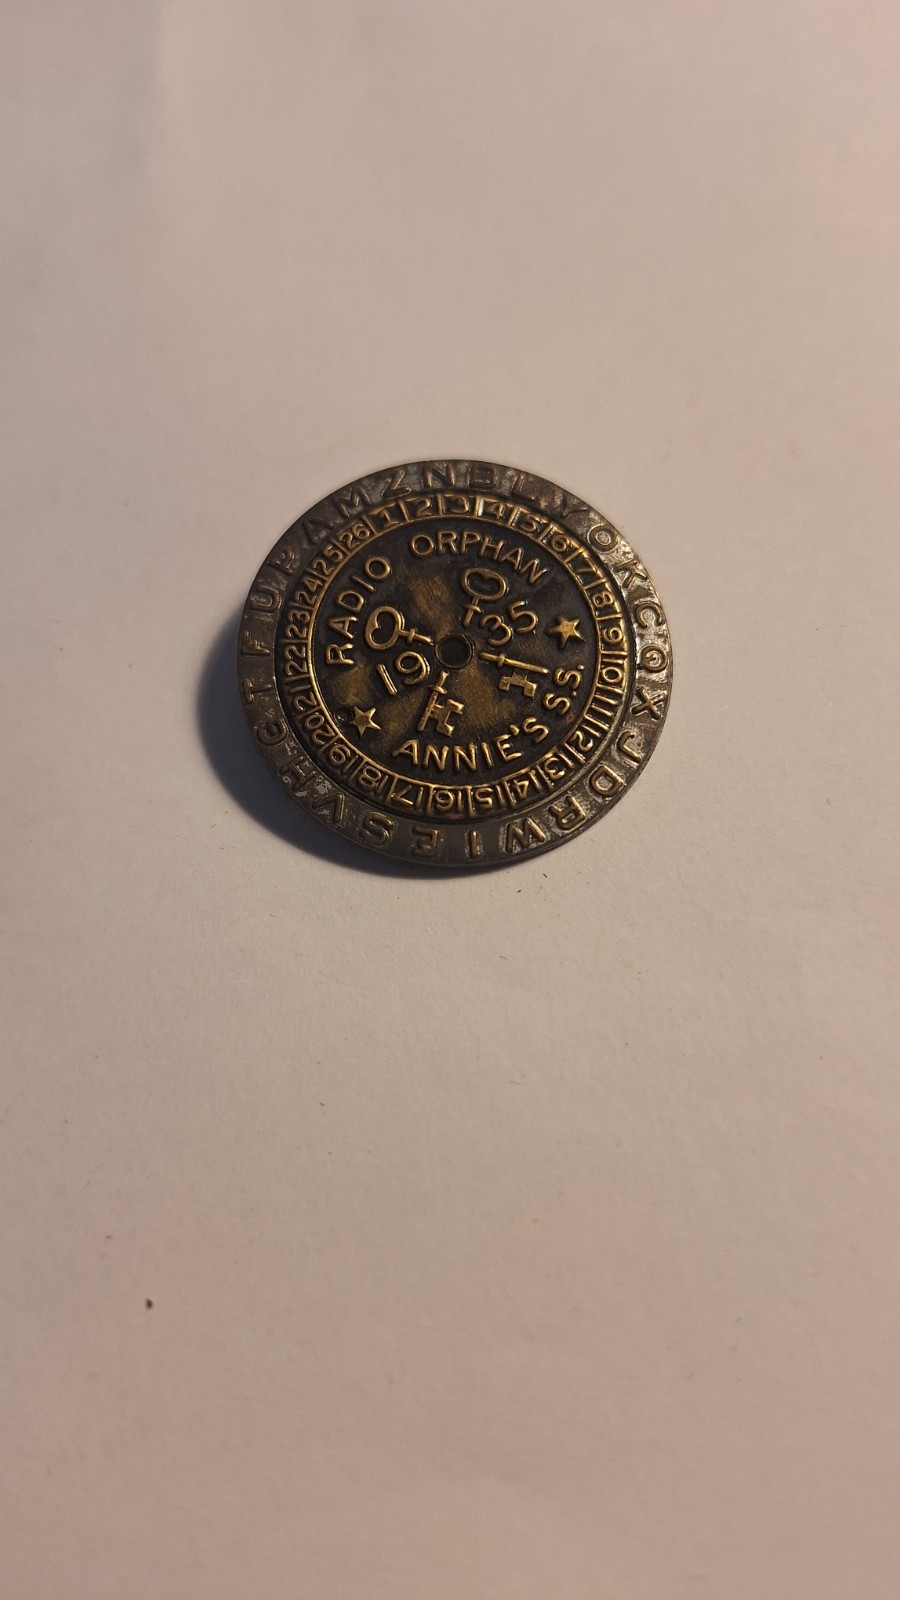 A M Z N B L Y O K C Q X J D R W I E S V H G T F U P
1 2 3 4 5 6 7 8 9 10 11 12 13 14 15 16 17 18 19 20 21 22 23 24 25 26
RADIO ORPHAN
1935
ANNIE'S S.S.